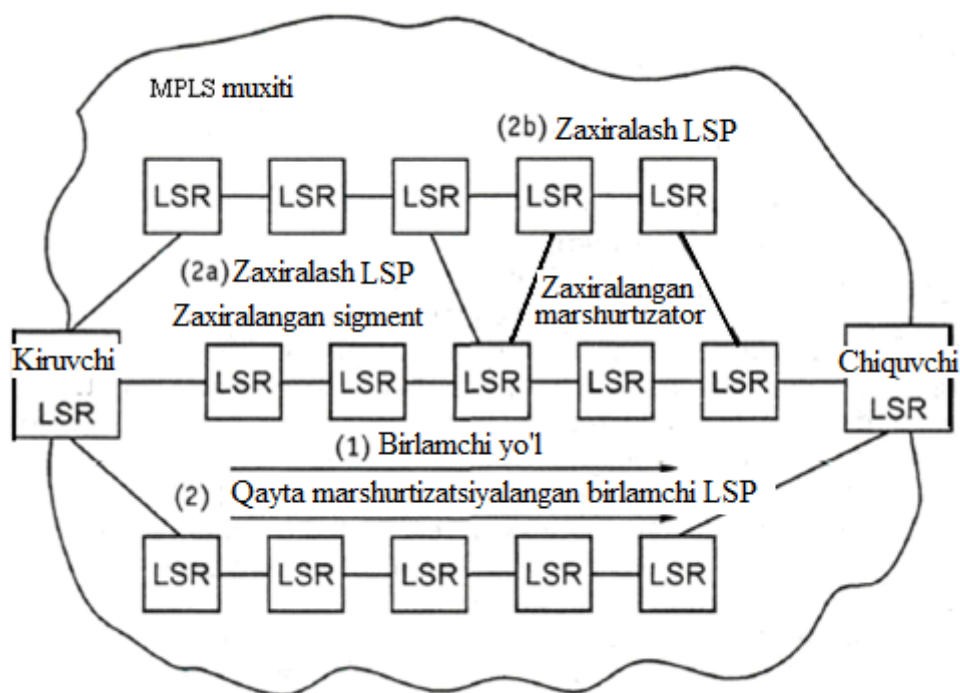 MPLS muxiti
(2b) Zaxiralash LSP
LSR LSR LSR LSR LSR
(2a) Zaxiralash LSP
Zaxiralangan sigment
Zaxiralangan
marshurtizator
Kiruvchi
LSR
LSR LSR LSR LSR LSR
Chiquvchi
LSR
(1) Birlamchi yo'l
(2) Qayta marshurtizatsiyalangan birlamchi LSP
LSR LSR LSR LSR LSR